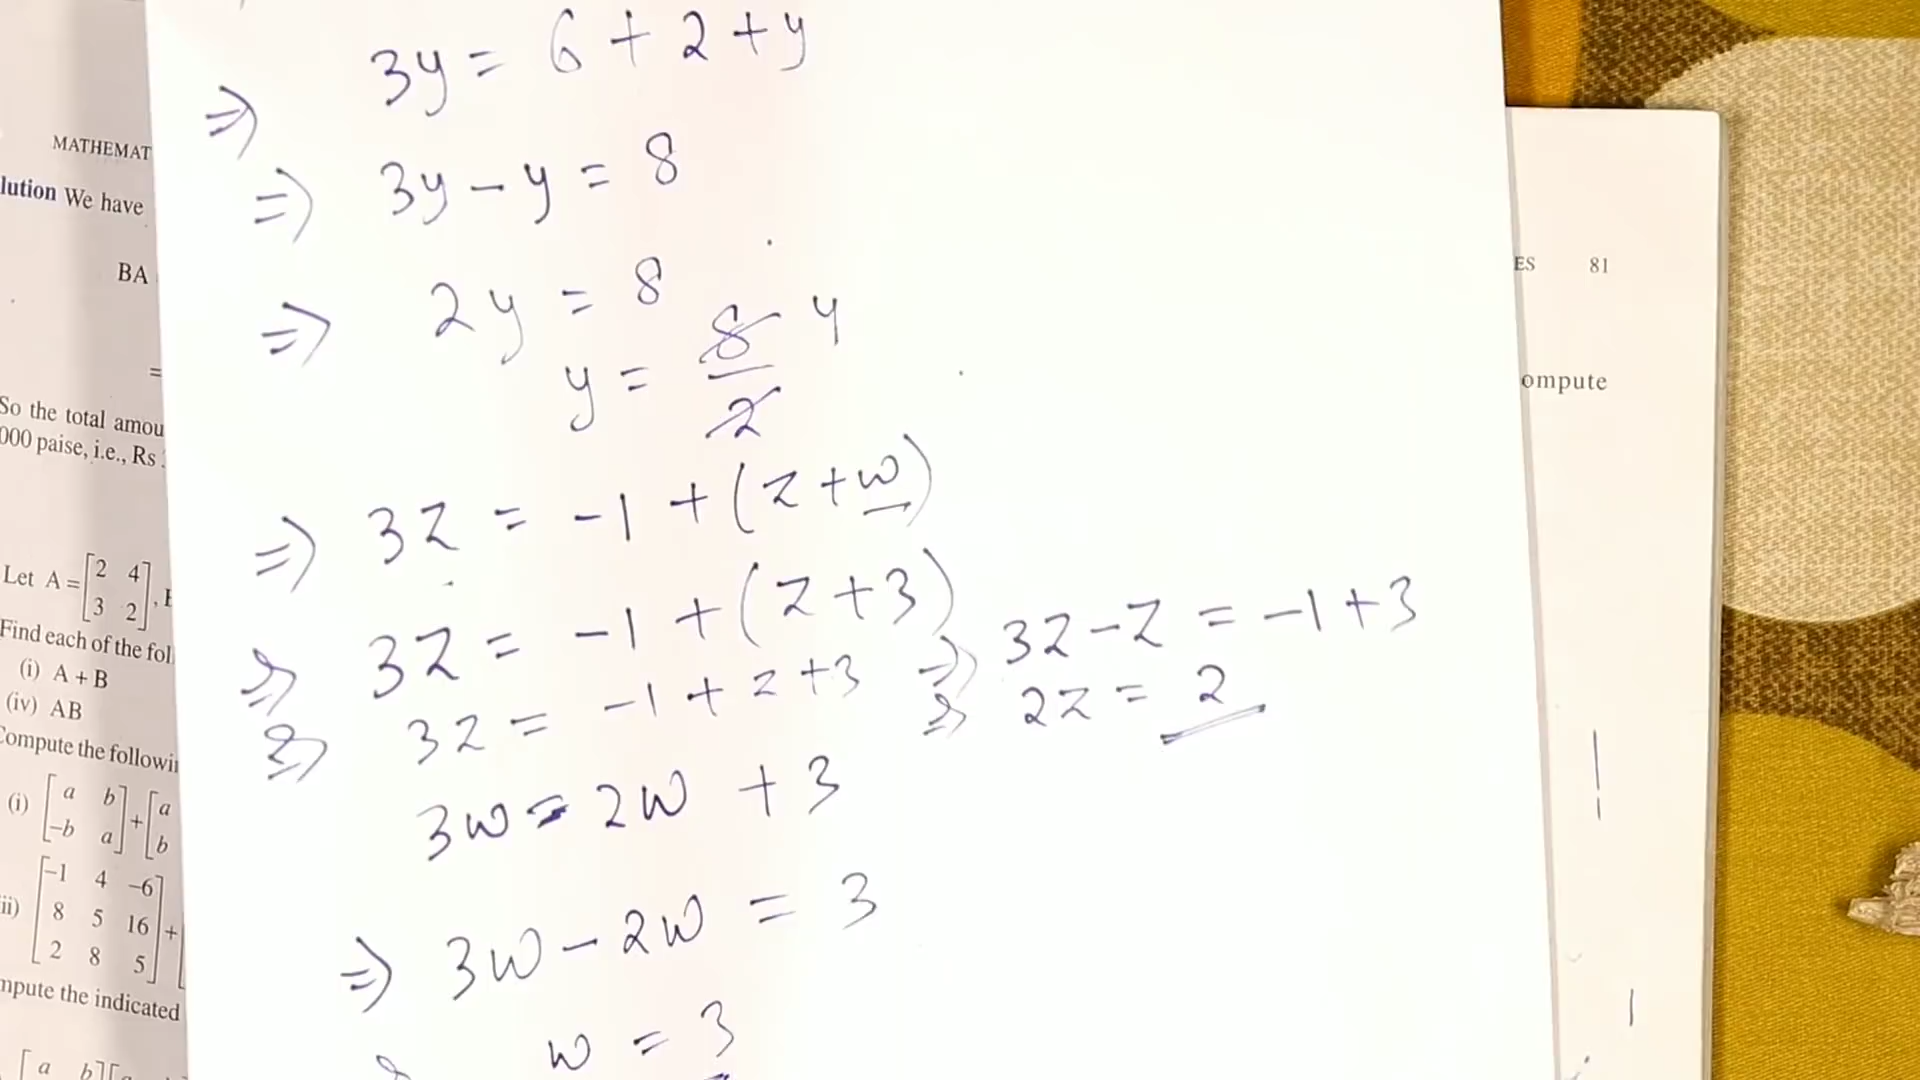 3y = 6 + 2 + y
⇒
⇒ 3y - y = 8
⇒ 2y = 8
y = 8/2 4
⇒ 3z = -1 + (z + w)
⇒ 3z = -1 + (z + 3)
⇒ 3z = -1 + z + 3
⇒ 3z - z = -1 + 3
⇒ 2z = 2
3w = 2w + 3
⇒ 3w - 2w = 3
⇒ w = 3
MATHEMAT
lution We have
BA
=
So the total amou
000 paise, i.e., Rs
Let A = [2 4
3 2],
Find each of the fol
(i) A + B
(iv) AB
Compute the followi
(i) [a b
-b a] + [a
b
ii) [-1 4 -6
8 5 16
2 8 5] + [
mpute the indicated
[a b] [
ES 81
ompute